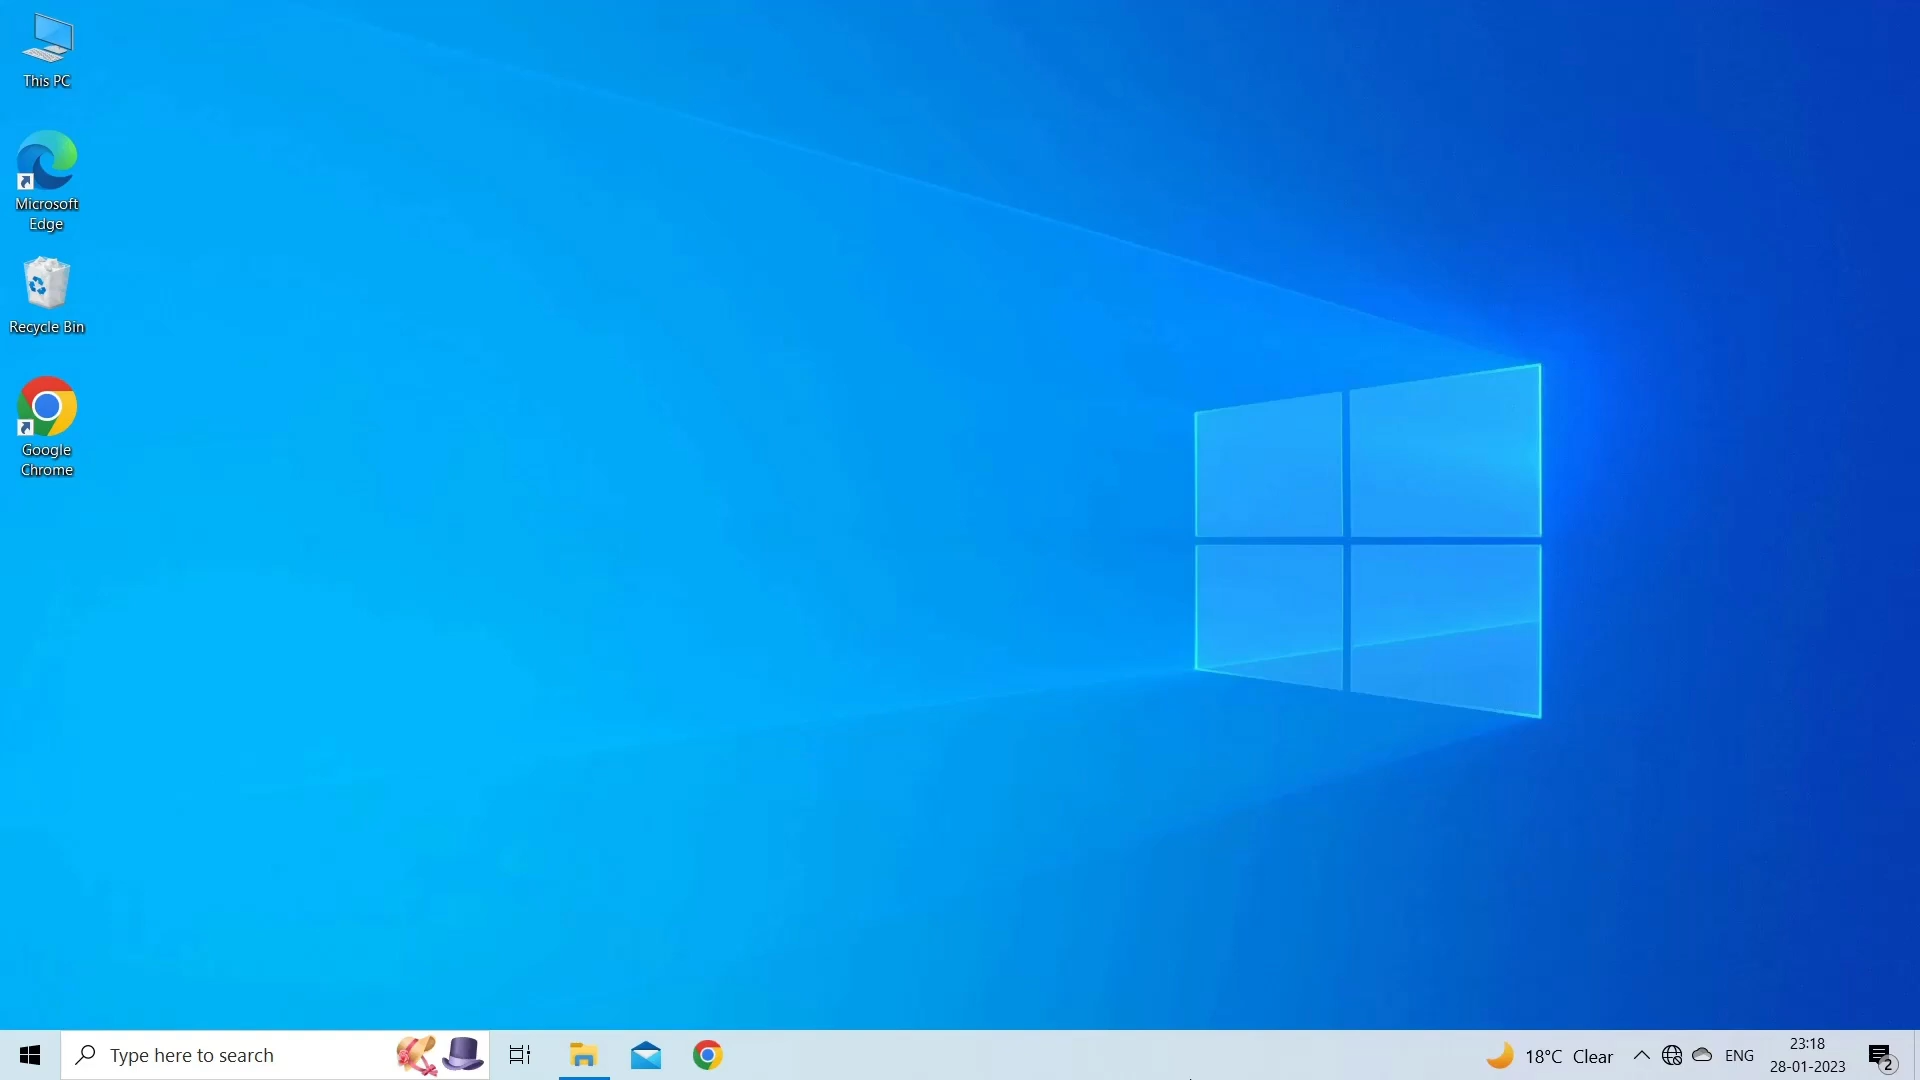 This PC
Microsoft
Edge
Recycle Bin
Google
Chrome
Type here to search
18°C Clear
ENG
23:18
28-01-2023
2